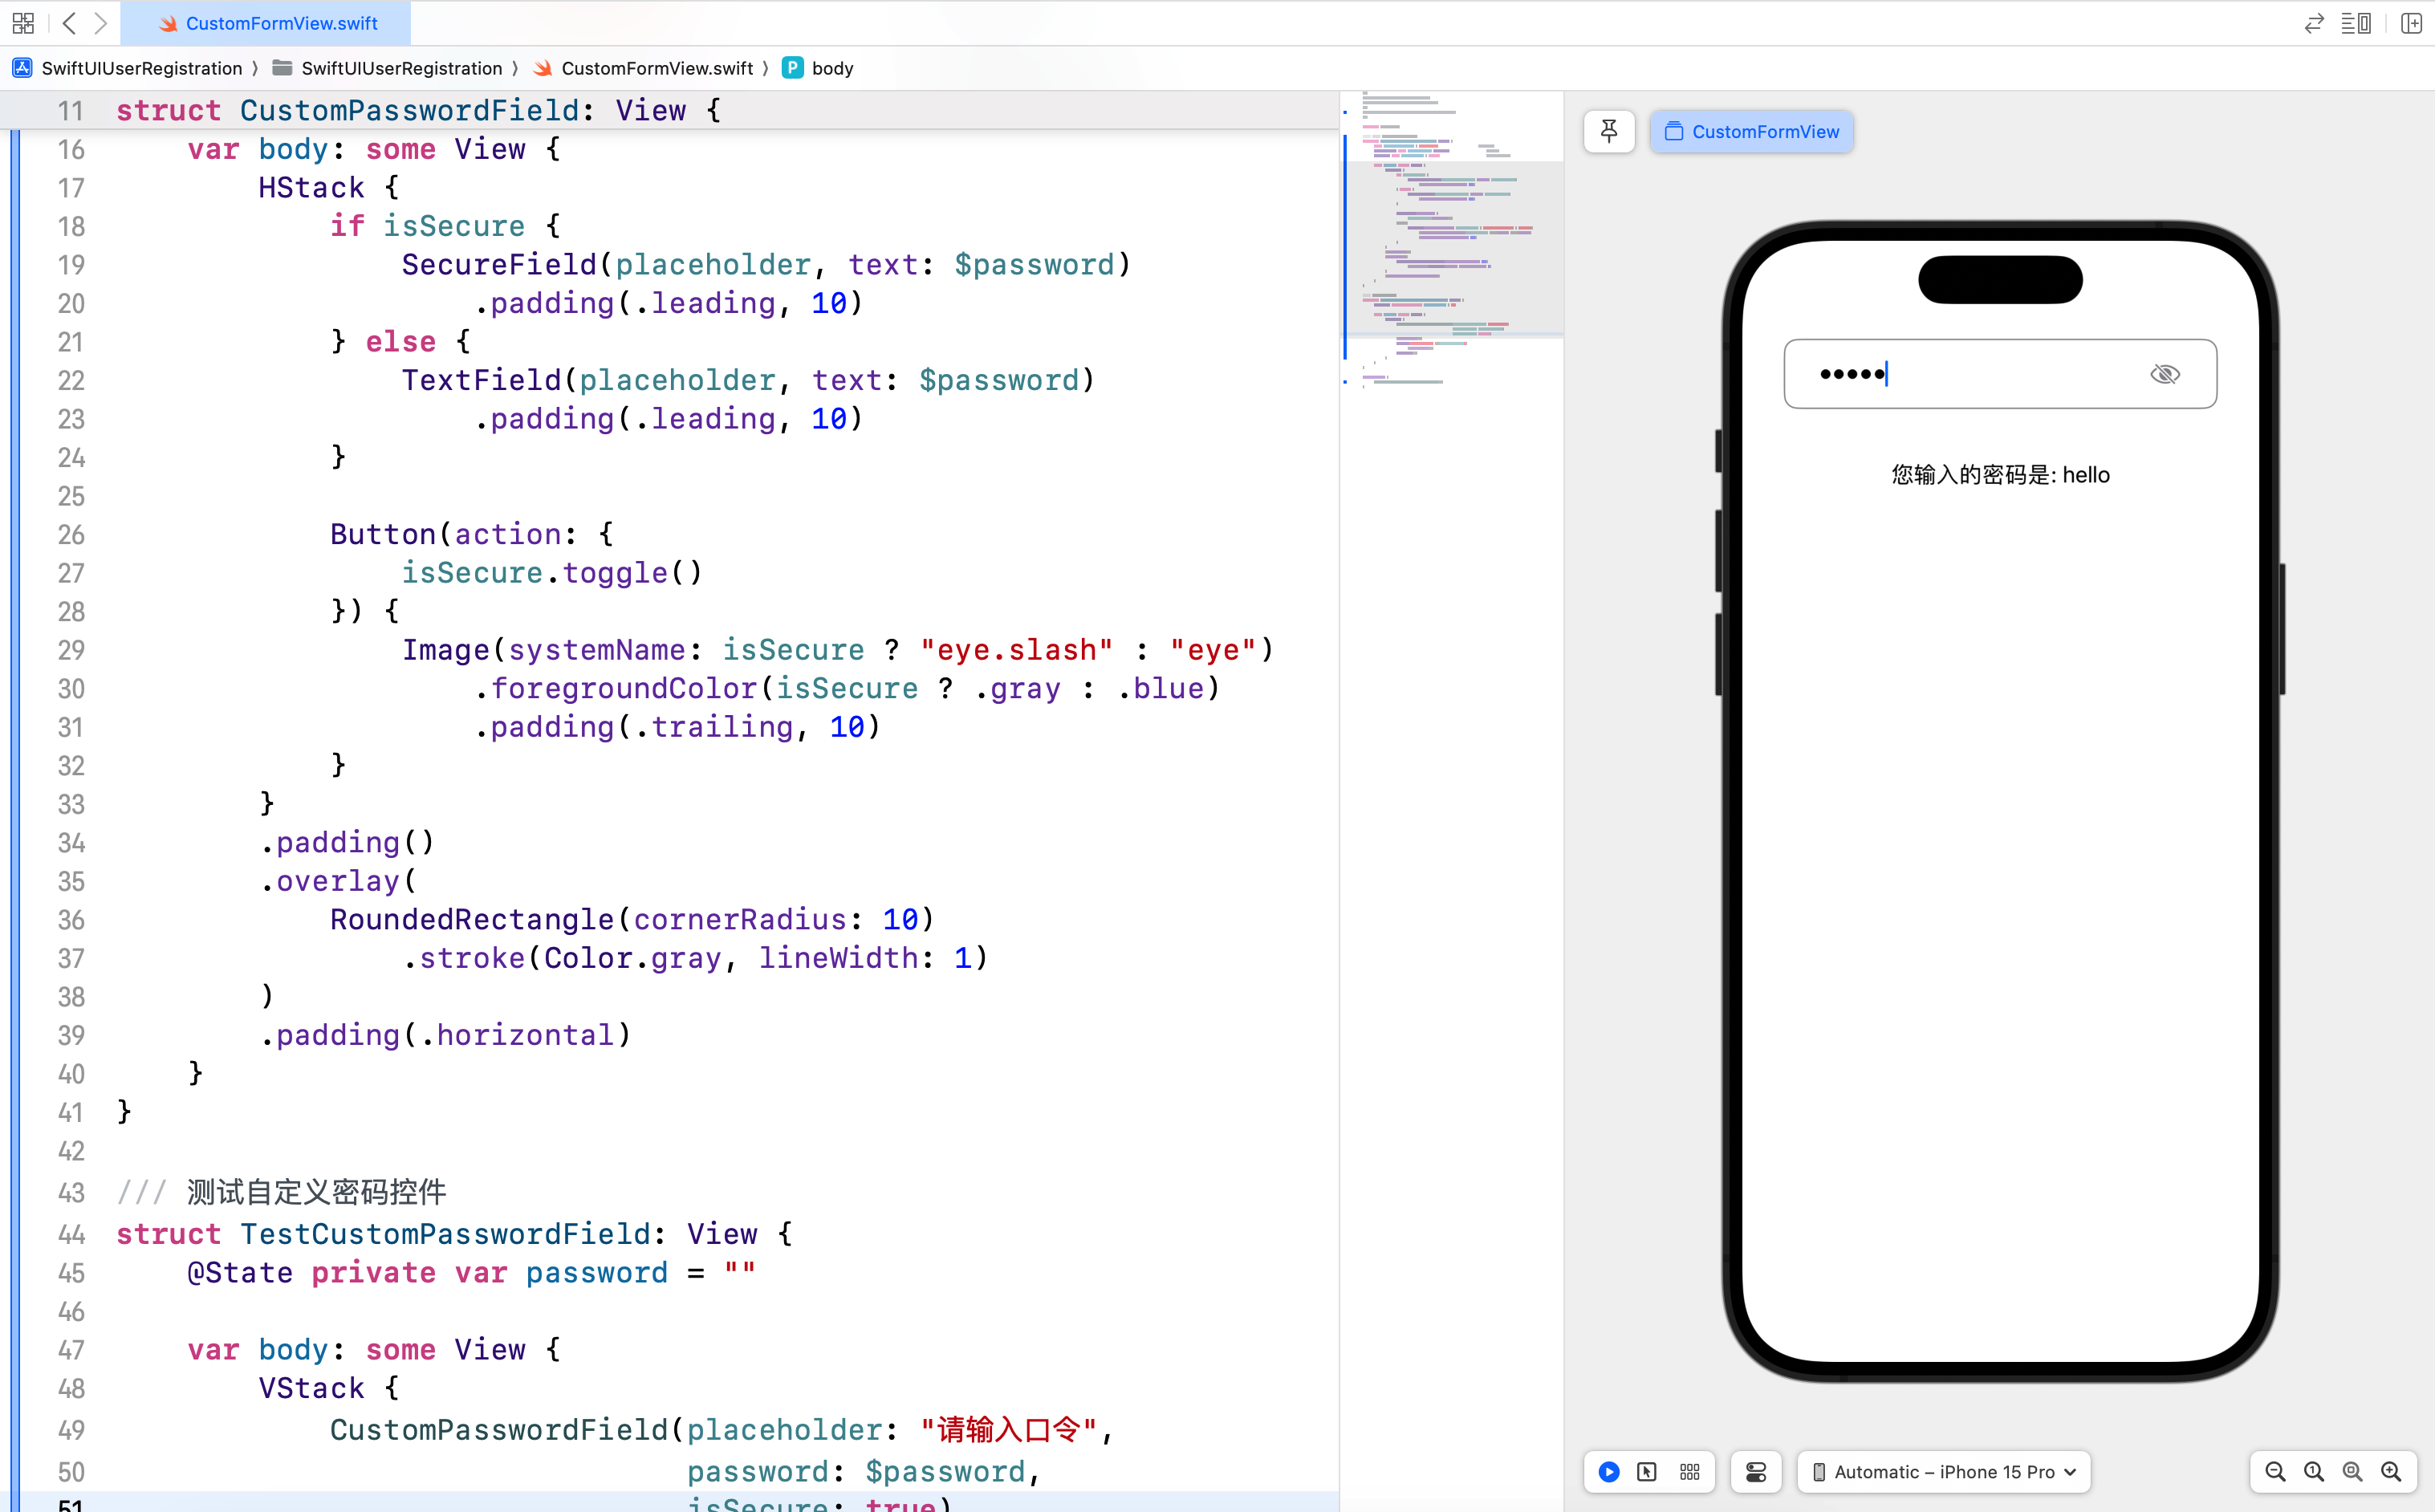 CustomFormView.swift
SwiftUIUserRegistration 〉 SwiftUIUserRegistration 〉 CustomFormView.swift 〉 P body
11 struct CustomPasswordField: View {
16 var body: some View {
17 HStack {
18 if isSecure {
19 SecureField(placeholder, text: $password)
20 .padding(.leading, 10)
21 } else {
22 TextField(placeholder, text: $password)
23 .padding(.leading, 10)
24 }
25
26 Button(action: {
27 isSecure.toggle()
28 }) {
29 Image(systemName: isSecure ? "eye.slash" : "eye")
30 .foregroundColor(isSecure ? .gray : .blue)
31 .padding(.trailing, 10)
32 }
33 }
34 .padding()
35 .overlay(
36 RoundedRectangle(cornerRadius: 10)
37 .stroke(Color.gray, lineWidth: 1)
38 )
39 .padding(.horizontal)
40 }
41 }
42
43 /// 测试自定义密码控件
44 struct TestCustomPasswordField: View {
45 @State private var password = ""
46
47 var body: some View {
48 VStack {
49 CustomPasswordField(placeholder: "请输入口令",
50 password: $password,
51 isSecure: true)
CustomFormView
•••••
您输入的密码是: hello
Automatic – iPhone 15 Pro